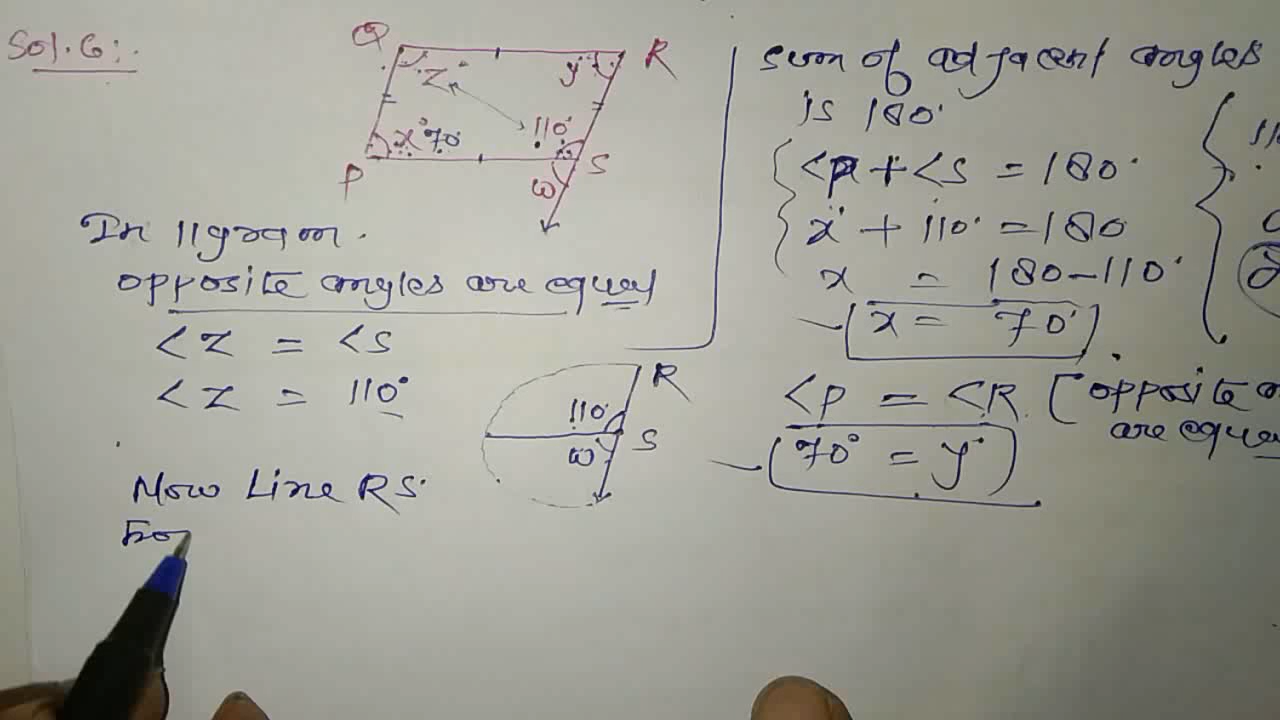 Sol.6:.
Q
R
z°
y°
x° 70°
110°
P
S
w
In ||gram.
opposite angles are equal
<z = <S
<z = 110°
Now Line RS.
R
110°
S
w
sum of adjacent angles
is 180°
<P + <S = 180°
x° + 110° = 180
x = 180-110°
x = 70°
<P = <R [opposite
are equal
70° = y°